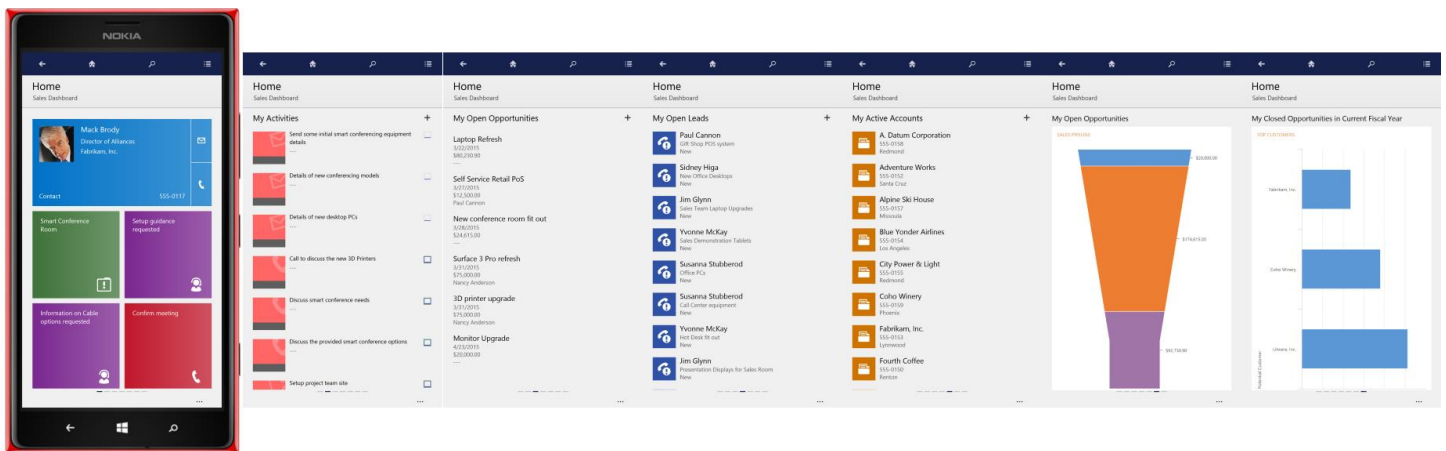 NOKIA
Home
Sales Dashboard
Mack Brody
Director of Alliances
Fabrikam, Inc.
Contact
555-0117
Smart Conference
Room
Setup guidance
requested
Information on Cable
options requested
Confirm meeting
...
Home
Sales Dashboard
My Activities
+
Send some initial smart conferencing equipment
details
---
Details of new conferencing models
---
Details of new desktop PCs
---
Call to discuss the new 3D Printers
---
Discuss smart conference needs
---
Discuss the provided smart conference options
---
Setup project team site
...
Home
Sales Dashboard
My Open Opportunities
+
Laptop Refresh
3/22/2015
$80,230.90
---
Self Service Retail PoS
3/27/2015
$12,500.00
Paul Cannon
New conference room fit out
3/28/2015
$24,615.00
---
Surface 3 Pro refresh
3/31/2015
$75,000.00
Nancy Anderson
3D printer upgrade
3/31/2015
$75,000.00
Nancy Anderson
Monitor Upgrade
4/23/2015
$20,000.00
---
...
Home
Sales Dashboard
My Open Leads
+
Paul Cannon
Gift Shop POS system
New
Sidney Higa
New Office Desktops
New
Jim Glynn
Sales Team Laptop Upgrades
New
Yvonne McKay
Sales Demonstration Tablets
New
Susanna Stubberod
Office PCs
New
Susanna Stubberod
Call Center equipment
New
Yvonne McKay
Hot Desk fit out
New
Jim Glynn
Presentation Displays for Sales Room
New
...
Home
Sales Dashboard
My Active Accounts
+
A. Datum Corporation
555-0158
Redmond
Adventure Works
555-0152
Santa Cruz
Alpine Ski House
555-0157
Missoula
Blue Yonder Airlines
555-0154
Los Angeles
City Power & Light
555-0155
Redmond
Coho Winery
555-0159
Phoenix
Fabrikam, Inc.
555-0153
Lynnwood
Fourth Coffee
555-0150
Renton
...
Home
Sales Dashboard
My Open Opportunities
SALES PIPELINE
$20,000.00
$92,730.90
...
Home
Sales Dashboard
My Closed Opportunities in Current Fiscal Year
TOP CUSTOMERS
Fabrikam, Inc.
Coho Winery
Potential Customer
...